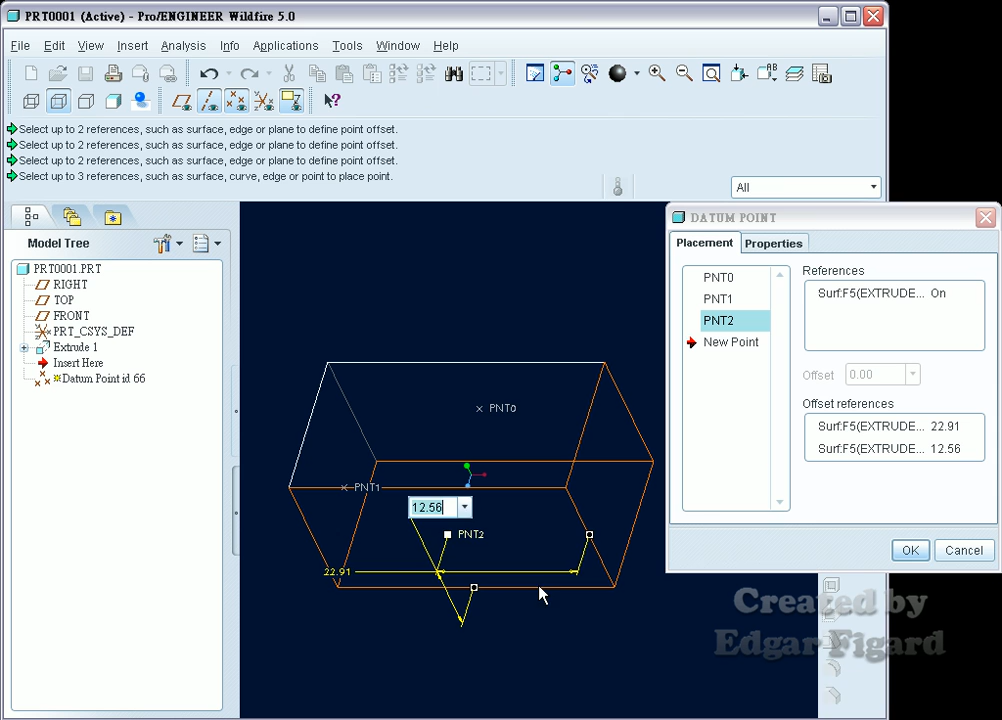 PRT0001 (Active) - Pro/ENGINEER Wildfire 5.0
File Edit View Insert Analysis Info Applications Tools Window Help
Select up to 2 references, such as surface, edge or plane to define point offset.
Select up to 2 references, such as surface, edge or plane to define point offset.
Select up to 2 references, such as surface, edge or plane to define point offset.
Select up to 3 references, such as surface, curve, edge or point to place point.
All
Model Tree
PRT0001.PRT
RIGHT
TOP
FRONT
PRT_CSYS_DEF
Extrude 1
Insert Here
Datum Point id 66
PNT0
PNT1
12.56
PNT2
22.91
DATUM POINT
Placement Properties
PNT0
PNT1
PNT2
New Point
References
Surf:F5(EXTRUDE... On
Offset 0.00
Offset references
Surf:F5(EXTRUDE... 22.91
Surf:F5(EXTRUDE... 12.56
OK Cancel
Created by
Edgar Figard